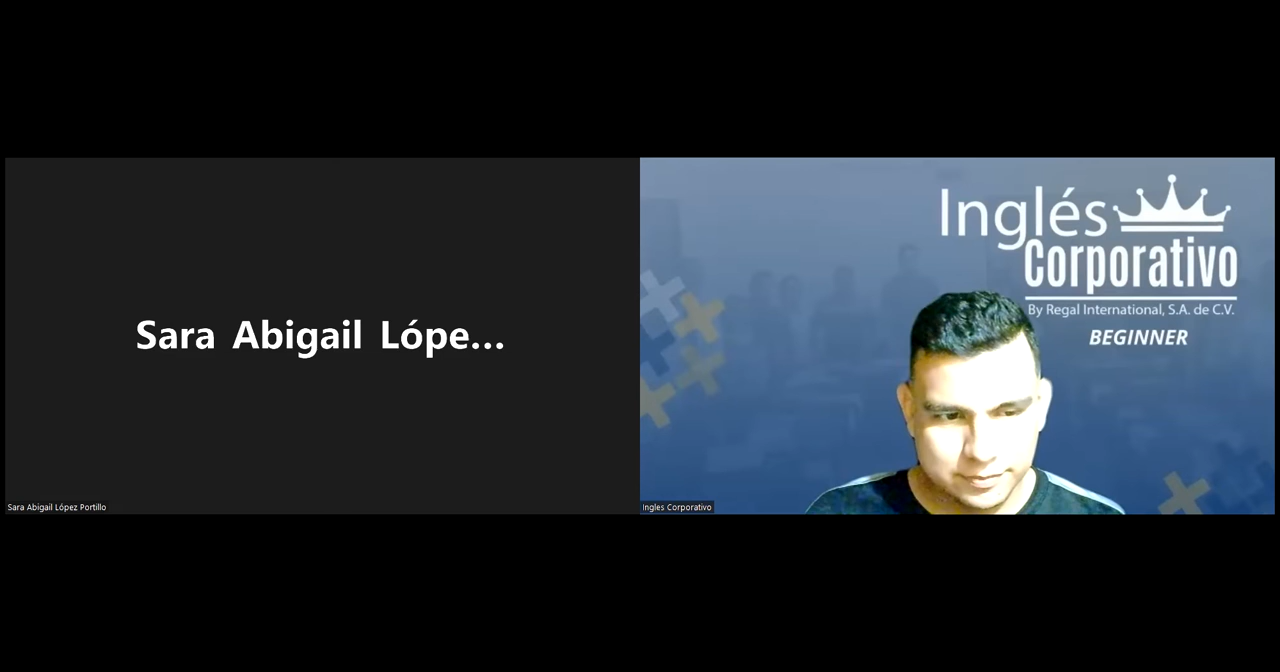 Sara Abigail Lópe...
Sara Abigail López Portillo
Inglés
Corporativo
By Regal International, S.A. de C.V.
BEGINNER
Ingles Corporativo